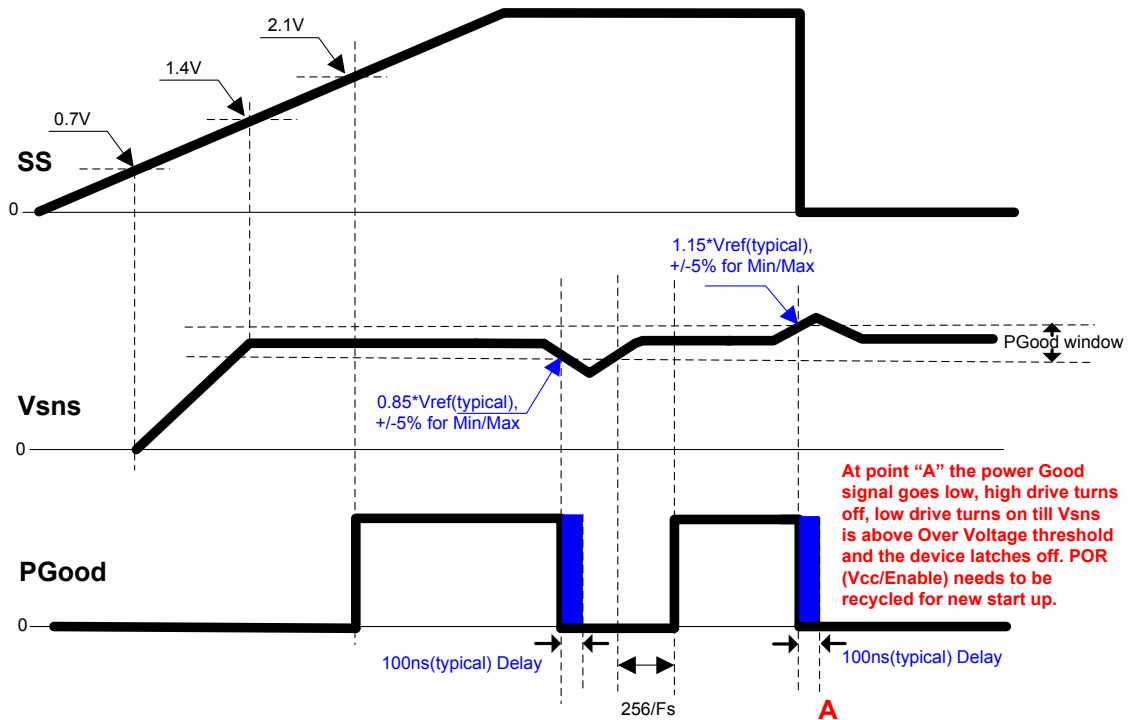 2.1V
1.4V
0.7V
SS
0
1.15*Vref(typical),
+/-5% for Min/Max
PGood window
0.85*Vref(typical),
+/-5% for Min/Max
Vsns
0
At point “A” the power Good
signal goes low, high drive turns
off, low drive turns on till Vsns
is above Over Voltage threshold
and the device latches off. POR
(Vcc/Enable) needs to be
recycled for new start up.
PGood
0
100ns(typical) Delay
100ns(typical) Delay
256/Fs
A